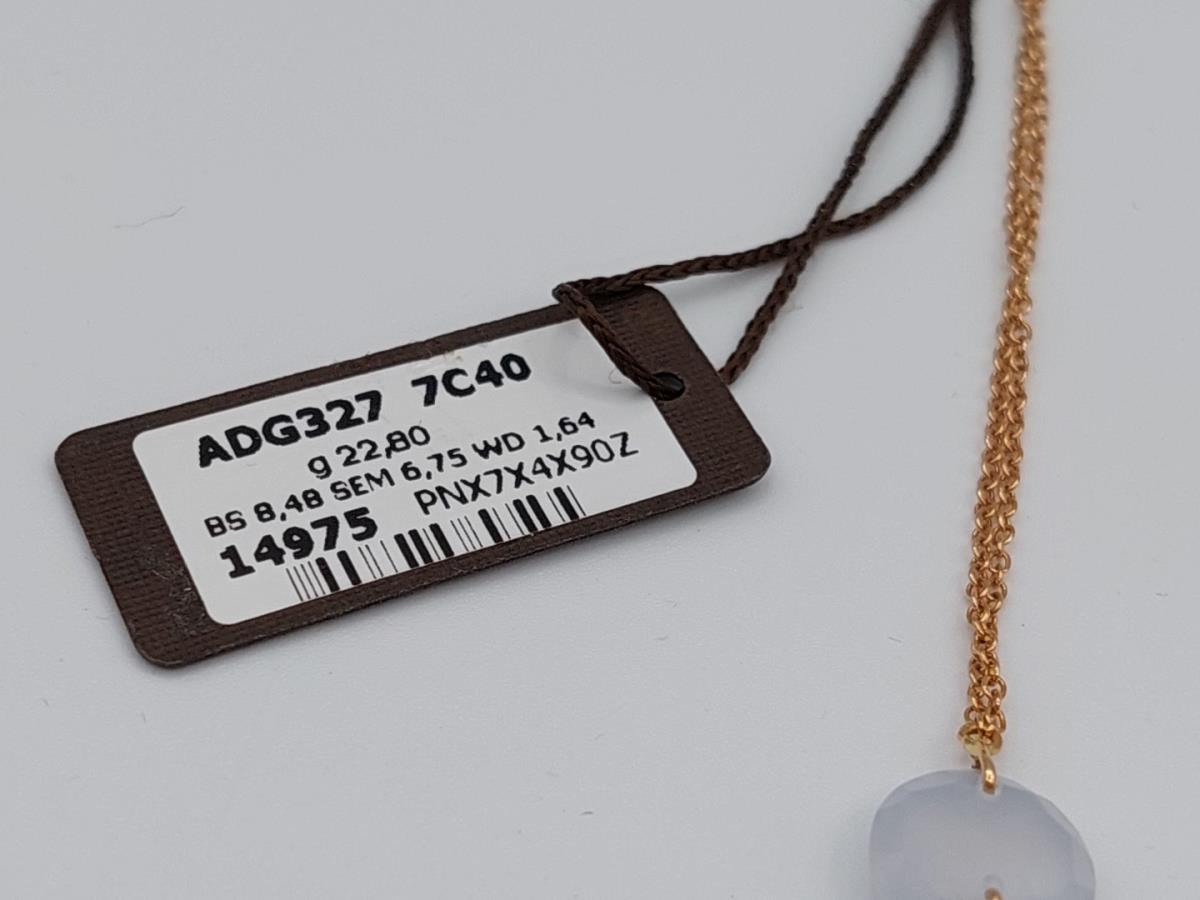 ADG327 7C40
g 22,80
BS 8,48 SEM 6,75 WD 1,64
14975 PNX7X4X90Z